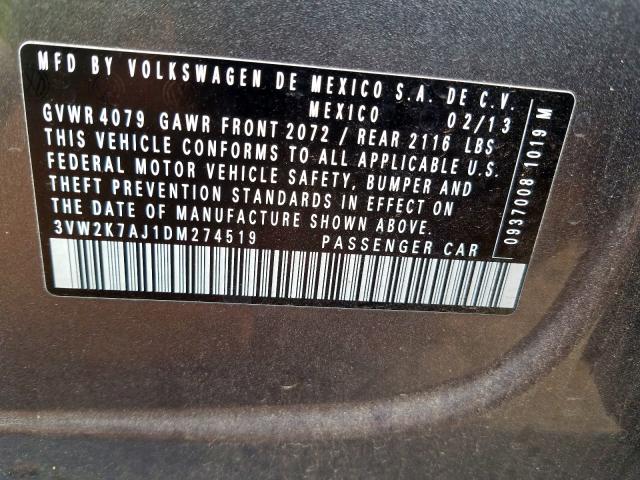 MFD BY VOLKSWAGEN DE MEXICO S.A. DE C.V.
MEXICO 02/13
GVWR 4079 GAWR FRONT 2072 / REAR 2116 LBS
THIS VEHICLE CONFORMS TO ALL APPLICABLE U.S.
FEDERAL MOTOR VEHICLE SAFETY, BUMPER AND
THEFT PREVENTION STANDARDS IN EFFECT ON
THE DATE OF MANUFACTURE SHOWN ABOVE.
3VW2K7AJ1DM274519 PASSENGER CAR
0937008 1019 M